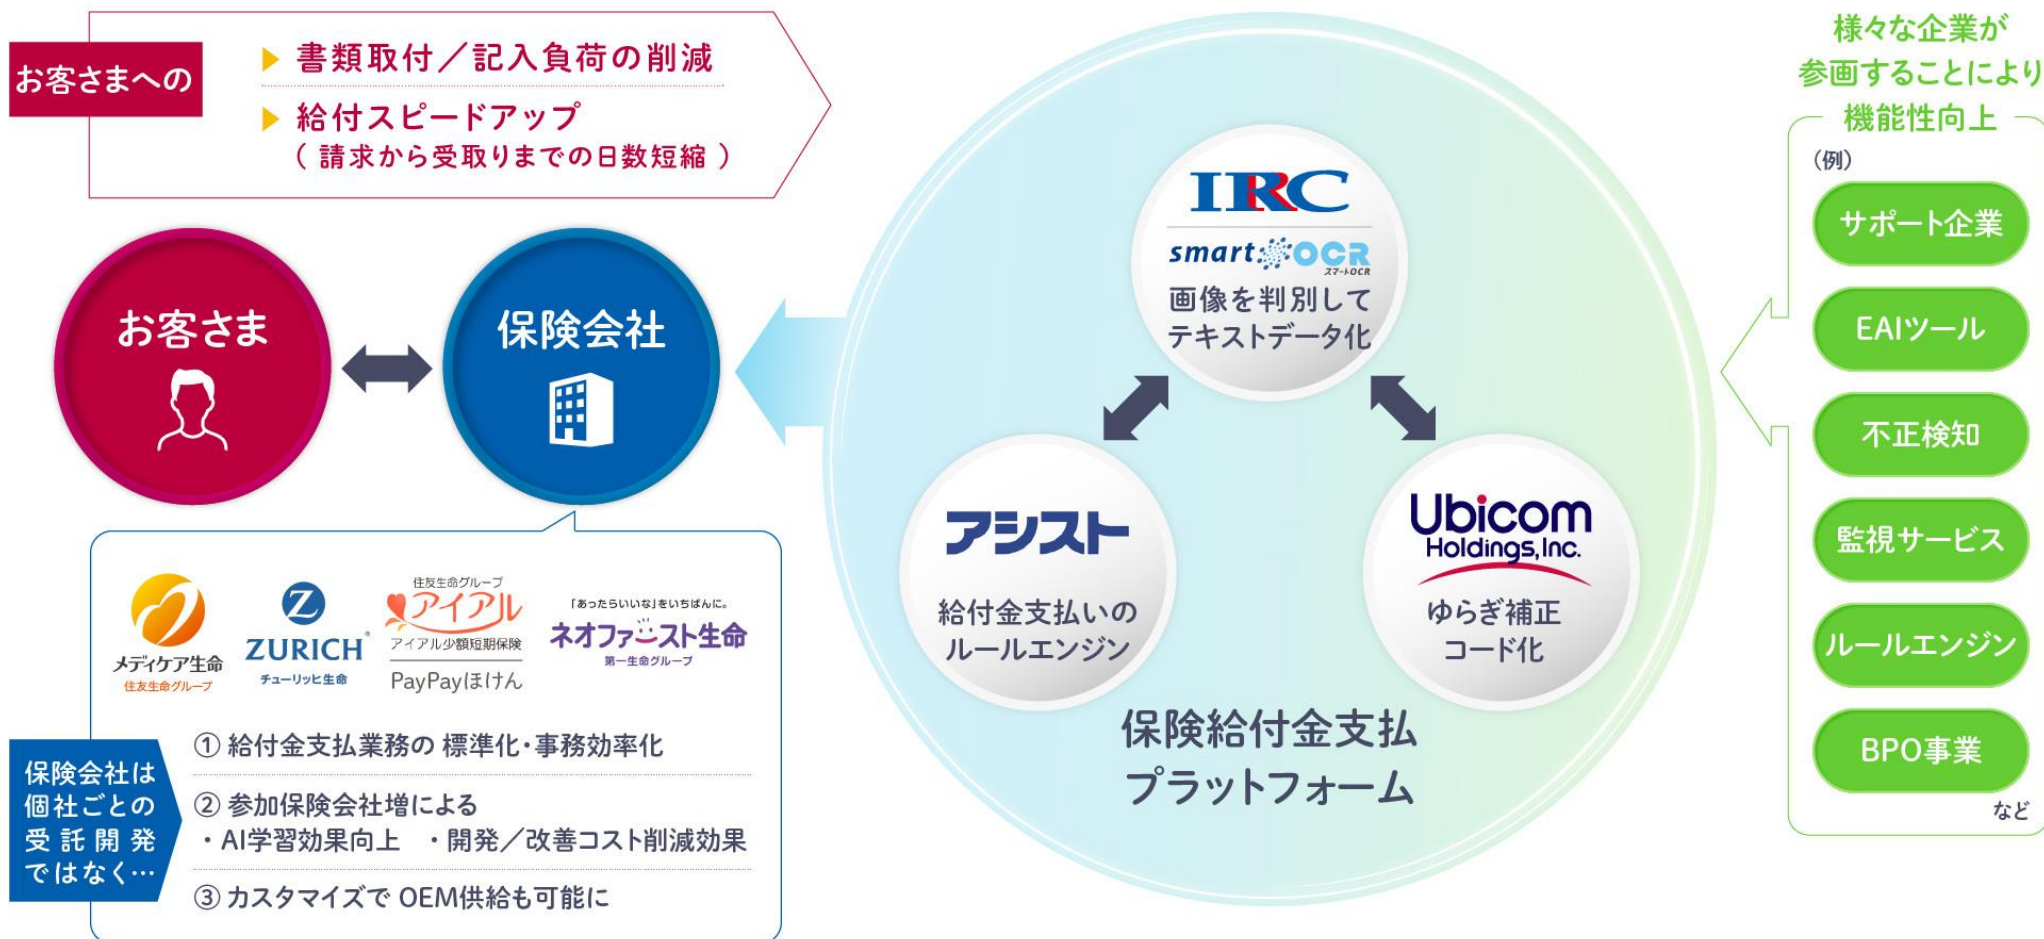 お客さまへの
書類取付／記入負荷の削減
給付スピードアップ
（ 請求から受取りまでの日数短縮 ）
お客さま
保険会社
メディケア生命
住友生命グループ
Z
ZURICH®
チューリッヒ生命
住友生命グループ
アイアル
アイアル少額短期保険
PayPayほけん
「あったらいいな」をいちばんに。
ネオファースト生命
第一生命グループ
保険会社は
個社ごとの
受託開発
ではなく…
① 給付金支払業務の 標準化・事務効率化
② 参加保険会社増による
・AI学習効果向上 ・開発／改善コスト削減効果
③ カスタマイズで OEM供給も可能に
IRC
smart OCR
スマートOCR
画像を判別して
テキストデータ化
アシスト
給付金支払いの
ルールエンジン
Ubicom
Holdings,Inc.
ゆらぎ補正
コード化
保険給付金支払
プラットフォーム
様々な企業が
参画することにより
機能性向上
（例）
サポート企業
EAIツール
不正検知
監視サービス
ルールエンジン
BPO事業
など